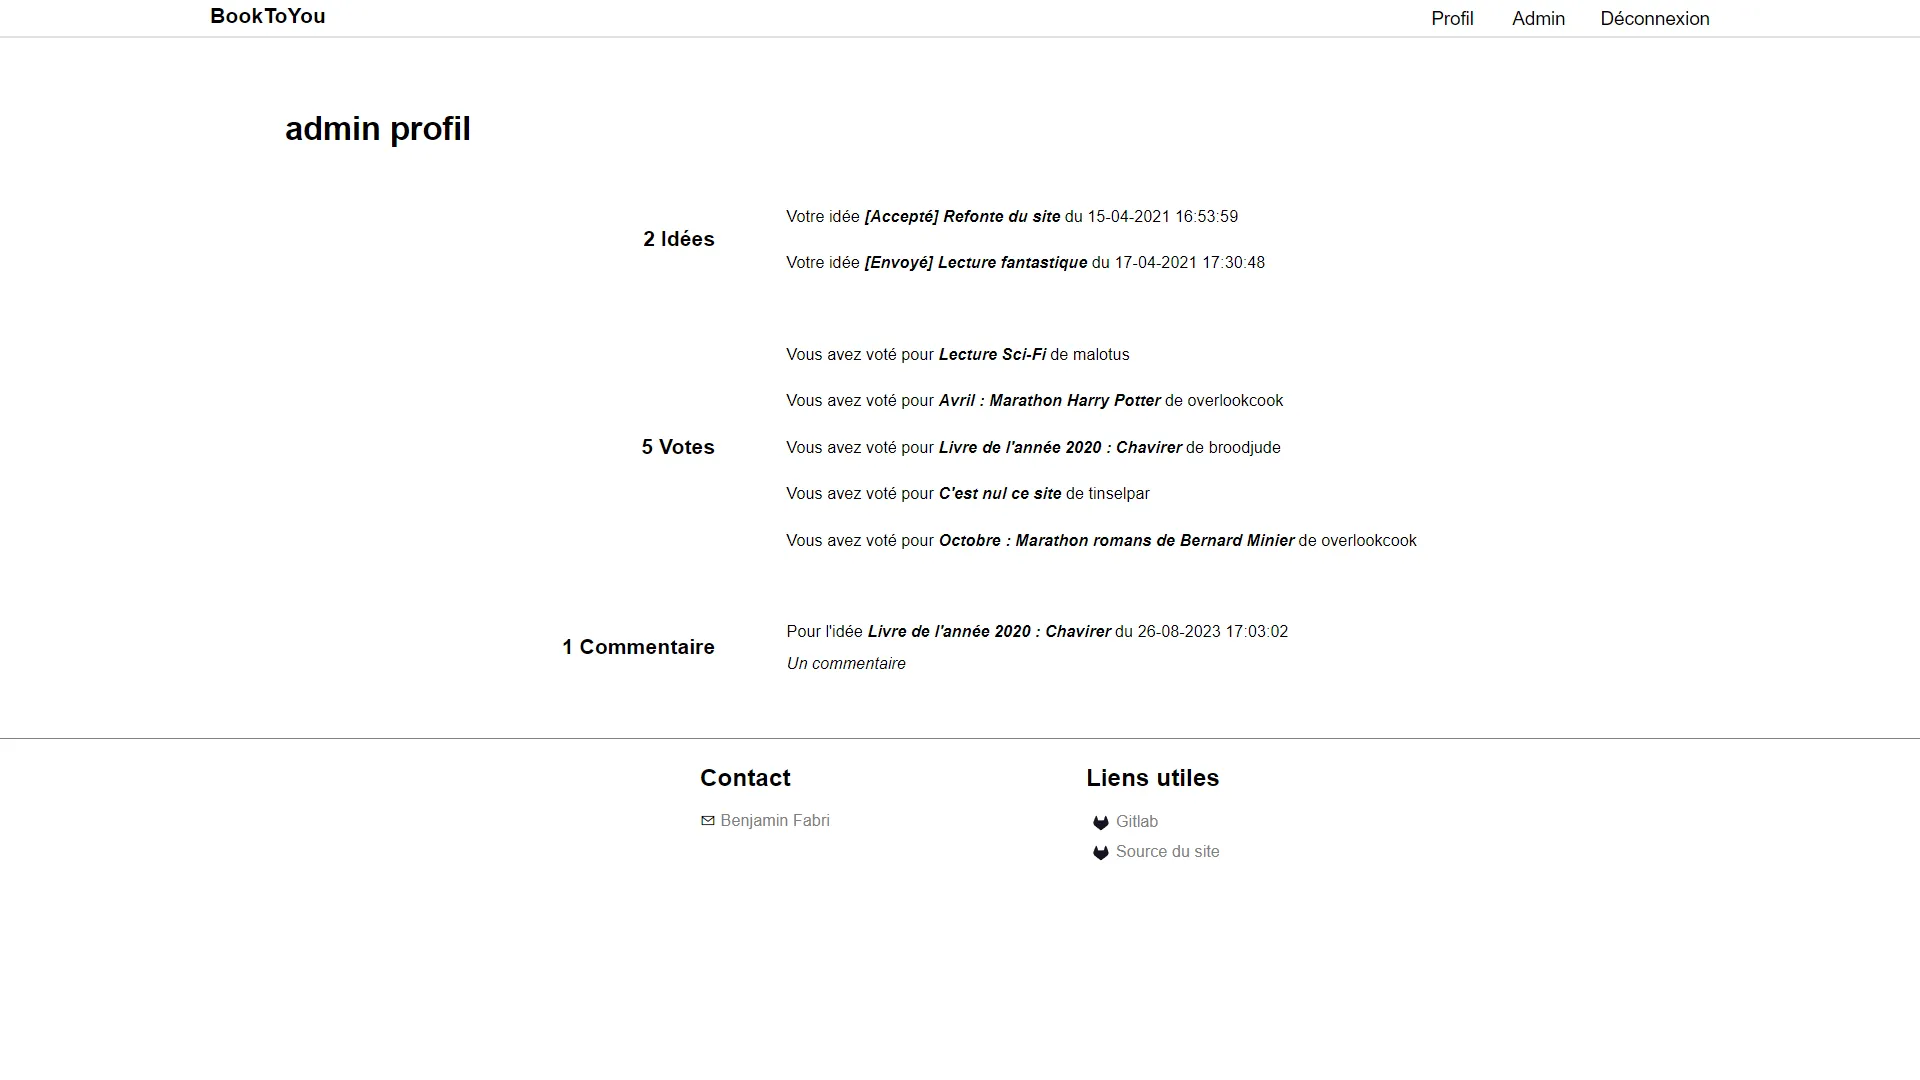 BookToYou
Profil
Admin
Déconnexion
admin profil
2 Idées
Votre idée [Accepté] Refonte du site du 15-04-2021 16:53:59
Votre idée [Envoyé] Lecture fantastique du 17-04-2021 17:30:48
5 Votes
Vous avez voté pour Lecture Sci-Fi de malotus
Vous avez voté pour Avril : Marathon Harry Potter de overlookcook
Vous avez voté pour Livre de l'année 2020 : Chavirer de broodjude
Vous avez voté pour C'est nul ce site de tinselpar
Vous avez voté pour Octobre : Marathon romans de Bernard Minier de overlookcook
1 Commentaire
Pour l'idée Livre de l'année 2020 : Chavirer du 26-08-2023 17:03:02
Un commentaire
Contact
Benjamin Fabri
Liens utiles
Gitlab
Source du site